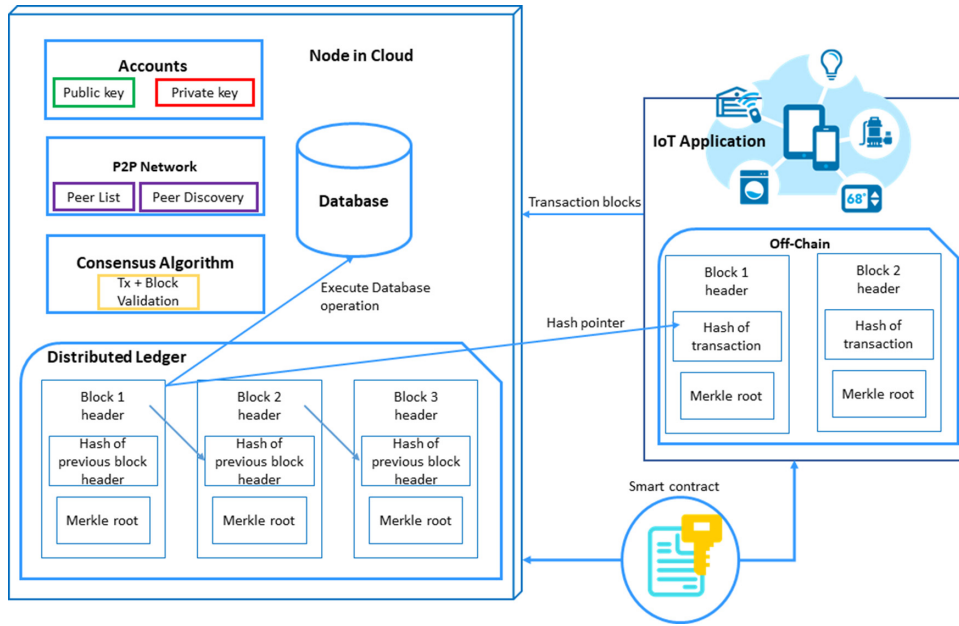 Node in Cloud
Accounts
Public key
Private key
P2P Network
Peer List
Peer Discovery
Database
Consensus Algorithm
Tx + Block
Validation
Execute Database
operation
Distributed Ledger
Block 1
header
Hash of
previous block
header
Merkle root
Block 2
header
Hash of
previous block
header
Merkle root
Block 3
header
Hash of
previous block
header
Merkle root
Transaction blocks
Hash pointer
IoT Application
68°
Off-Chain
Block 1
header
Hash of
transaction
Merkle root
Block 2
header
Hash of
transaction
Merkle root
Smart contract